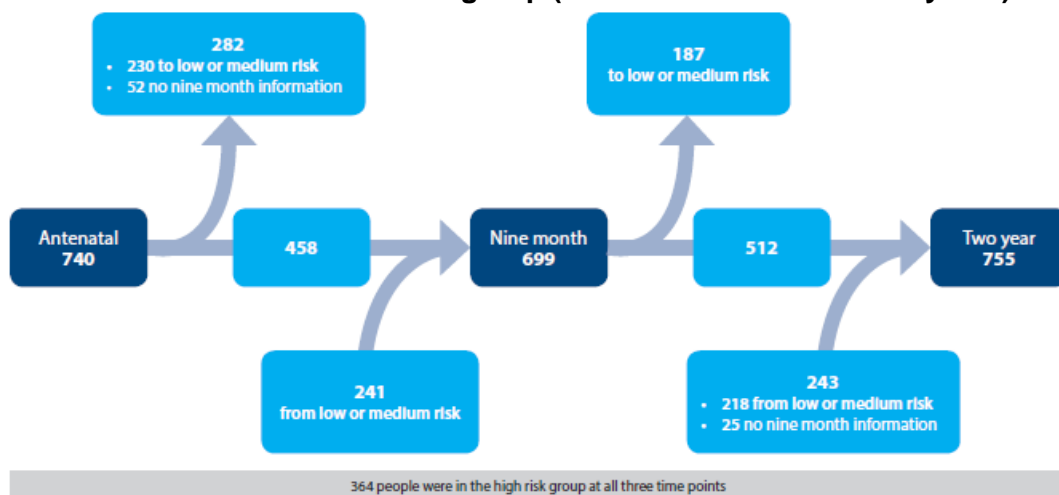 282
• 230 to low or medium risk
• 52 no nine month information
187
to low or medium risk
Antenatal
740
458
Nine month
699
512
Two year
755
241
from low or medium risk
243
• 218 from low or medium risk
• 25 no nine month information
364 people were in the high risk group at all three time points